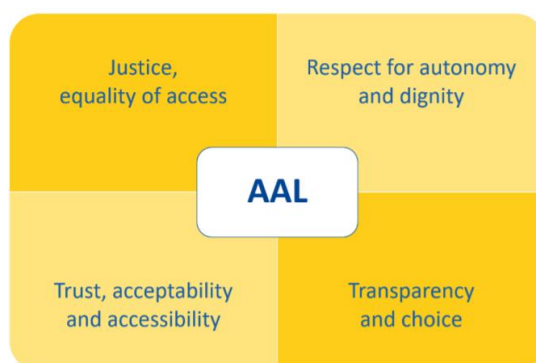 Justice,
equality of access
Respect for autonomy
and dignity
AAL
Trust, acceptability
and accessibility
Transparency
and choice